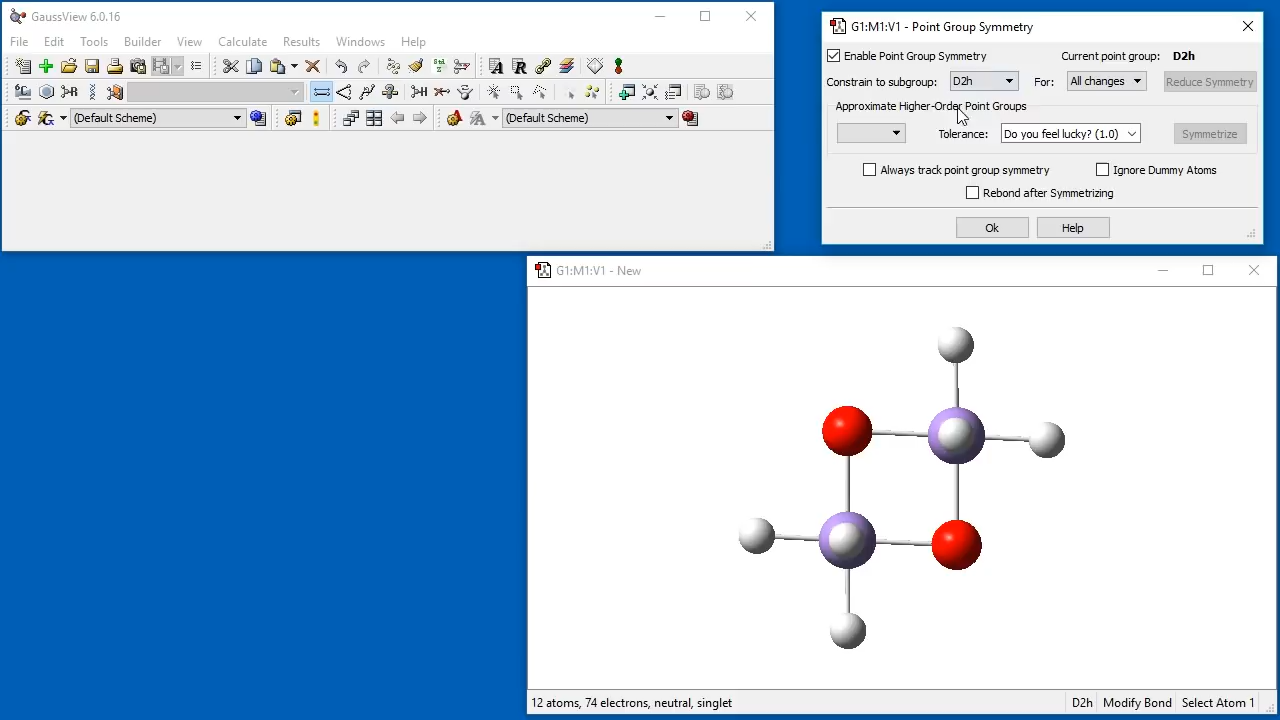 GaussView 6.0.16
File Edit Tools Builder View Calculate Results Windows Help
(Default Scheme) (Default Scheme)
G1:M1:V1 - Point Group Symmetry
Enable Point Group Symmetry Current point group: D2h
Constrain to subgroup: D2h For: All changes Reduce Symmetry
Approximate Higher-Order Point Groups
Tolerance: Do you feel lucky? (1.0) Symmetrize
Always track point group symmetry Ignore Dummy Atoms
Rebond after Symmetrizing
Ok Help
G1:M1:V1 - New
12 atoms, 74 electrons, neutral, singlet D2h Modify Bond Select Atom 1